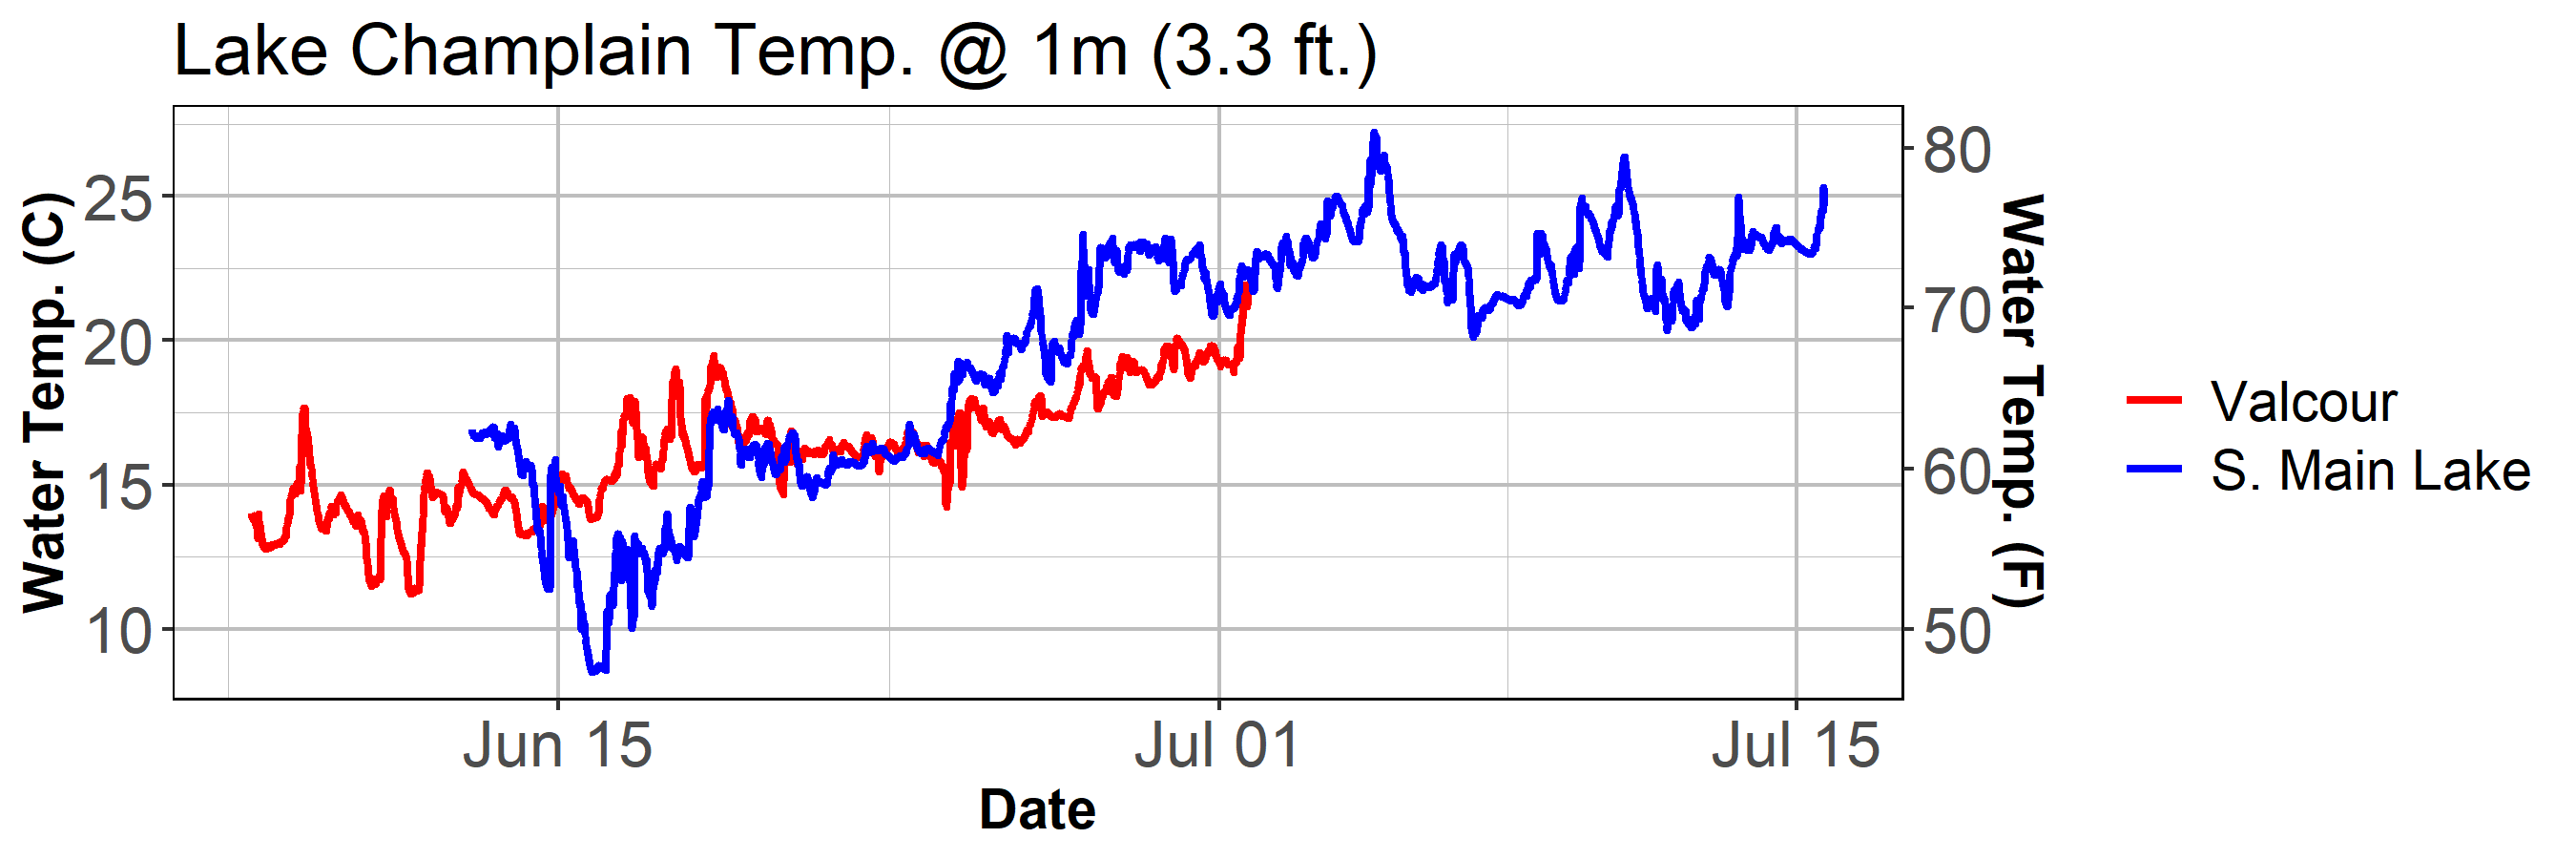 Lake Champlain Temp. @ 1m (3.3 ft.)
Water Temp. (C)
25
20
15
10
80
70
60
50
Water Temp. (F)
Jun 15
Jul 01
Jul 15
Date
Valcour
S. Main Lake